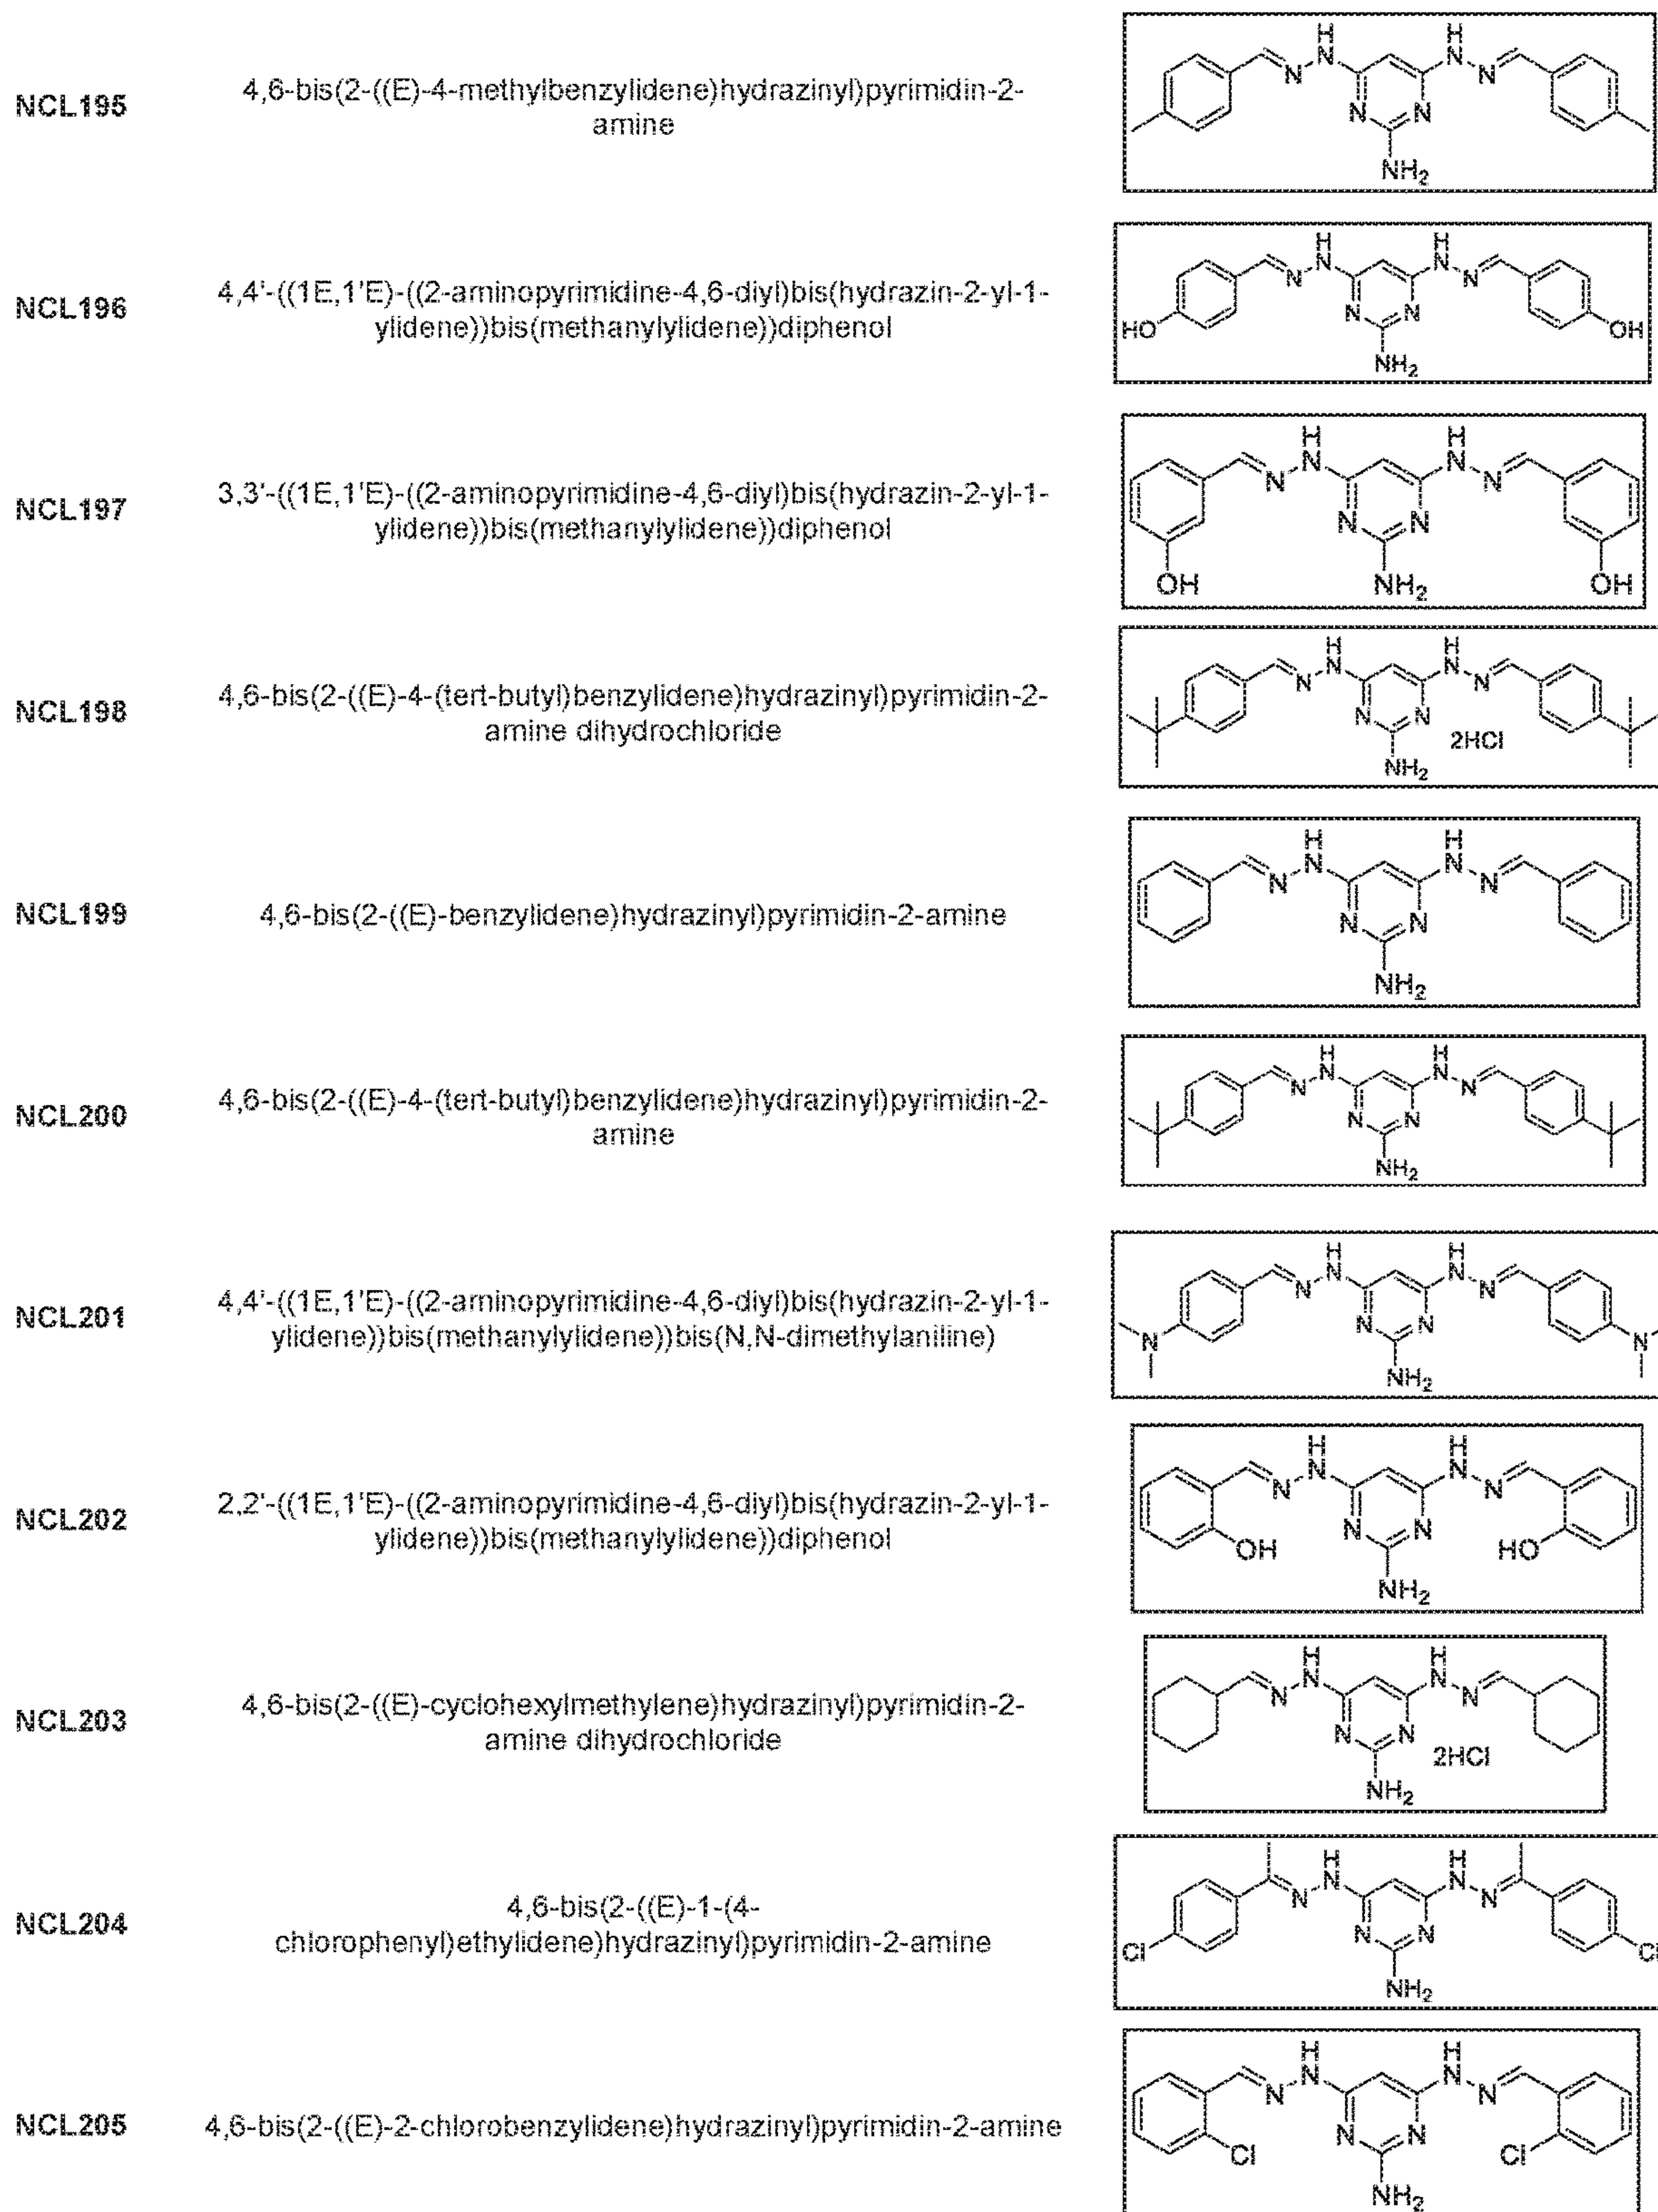 NCL195
4,6-bis(2-((E)-4-methylbenzylidene)hydrazinyl)pyrimidin-2-
amine
H H
N N
N N
N N
NH2
NCL196
4,4'-((1E,1'E)-((2-aminopyrimidine-4,6-diyl)bis(hydrazin-2-yl-1-
ylidene))bis(methanylylidene))diphenol
H H
N N
N N
N N
HO OH
NH2
NCL197
3,3'-((1E,1'E)-((2-aminopyrimidine-4,6-diyl)bis(hydrazin-2-yl-1-
ylidene))bis(methanylylidene))diphenol
H H
N N
N N
N N
OH NH2 OH
NCL198
4,6-bis(2-((E)-4-(tert-butyl)benzylidene)hydrazinyl)pyrimidin-2-
amine dihydrochloride
H H
N N
N N
N N
2HCl
NH2
NCL199
4,6-bis(2-((E)-benzylidene)hydrazinyl)pyrimidin-2-amine
H H
N N
N N
N N
NH2
NCL200
4,6-bis(2-((E)-4-(tert-butyl)benzylidene)hydrazinyl)pyrimidin-2-
amine
H H
N N
N N
N N
NH2
NCL201
4,4'-((1E,1'E)-((2-aminopyrimidine-4,6-diyl)bis(hydrazin-2-yl-1-
ylidene))bis(methanylylidene))bis(N,N-dimethylaniline)
H H
N N
N N
N N
N N
NH2
NCL202
2,2'-((1E,1'E)-((2-aminopyrimidine-4,6-diyl)bis(hydrazin-2-yl-1-
ylidene))bis(methanylylidene))diphenol
H H
N N
N N
N N
OH HO
NH2
NCL203
4,6-bis(2-((E)-cyclohexylmethylene)hydrazinyl)pyrimidin-2-
amine dihydrochloride
H H
N N
N N
N N
2HCl
NH2
NCL204
4,6-bis(2-((E)-1-(4-
chlorophenyl)ethylidene)hydrazinyl)pyrimidin-2-amine
H H
N N
N N
N N
Cl Cl
NH2
NCL205
4,6-bis(2-((E)-2-chlorobenzylidene)hydrazinyl)pyrimidin-2-amine
H H
N N
N N
N N
Cl Cl
NH2